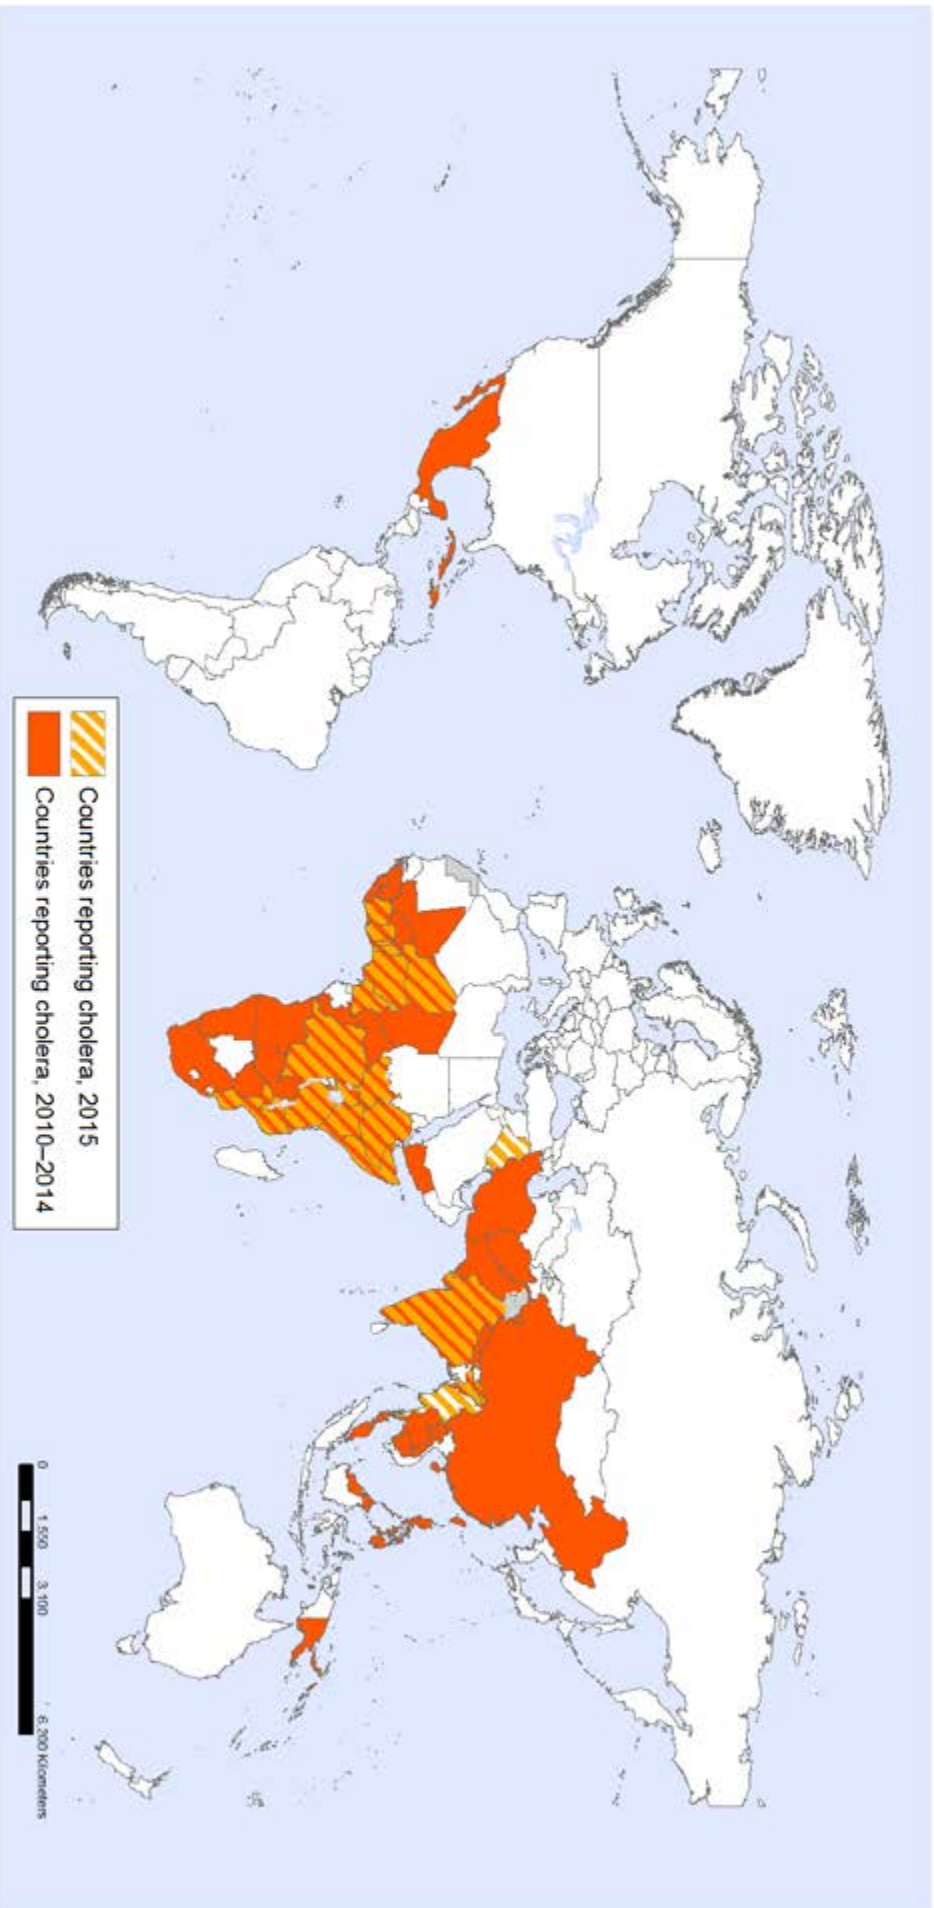 Countries reporting cholera, 2015
Countries reporting cholera, 2010–2014
0 1,550 3,100 6,200 Kilometers